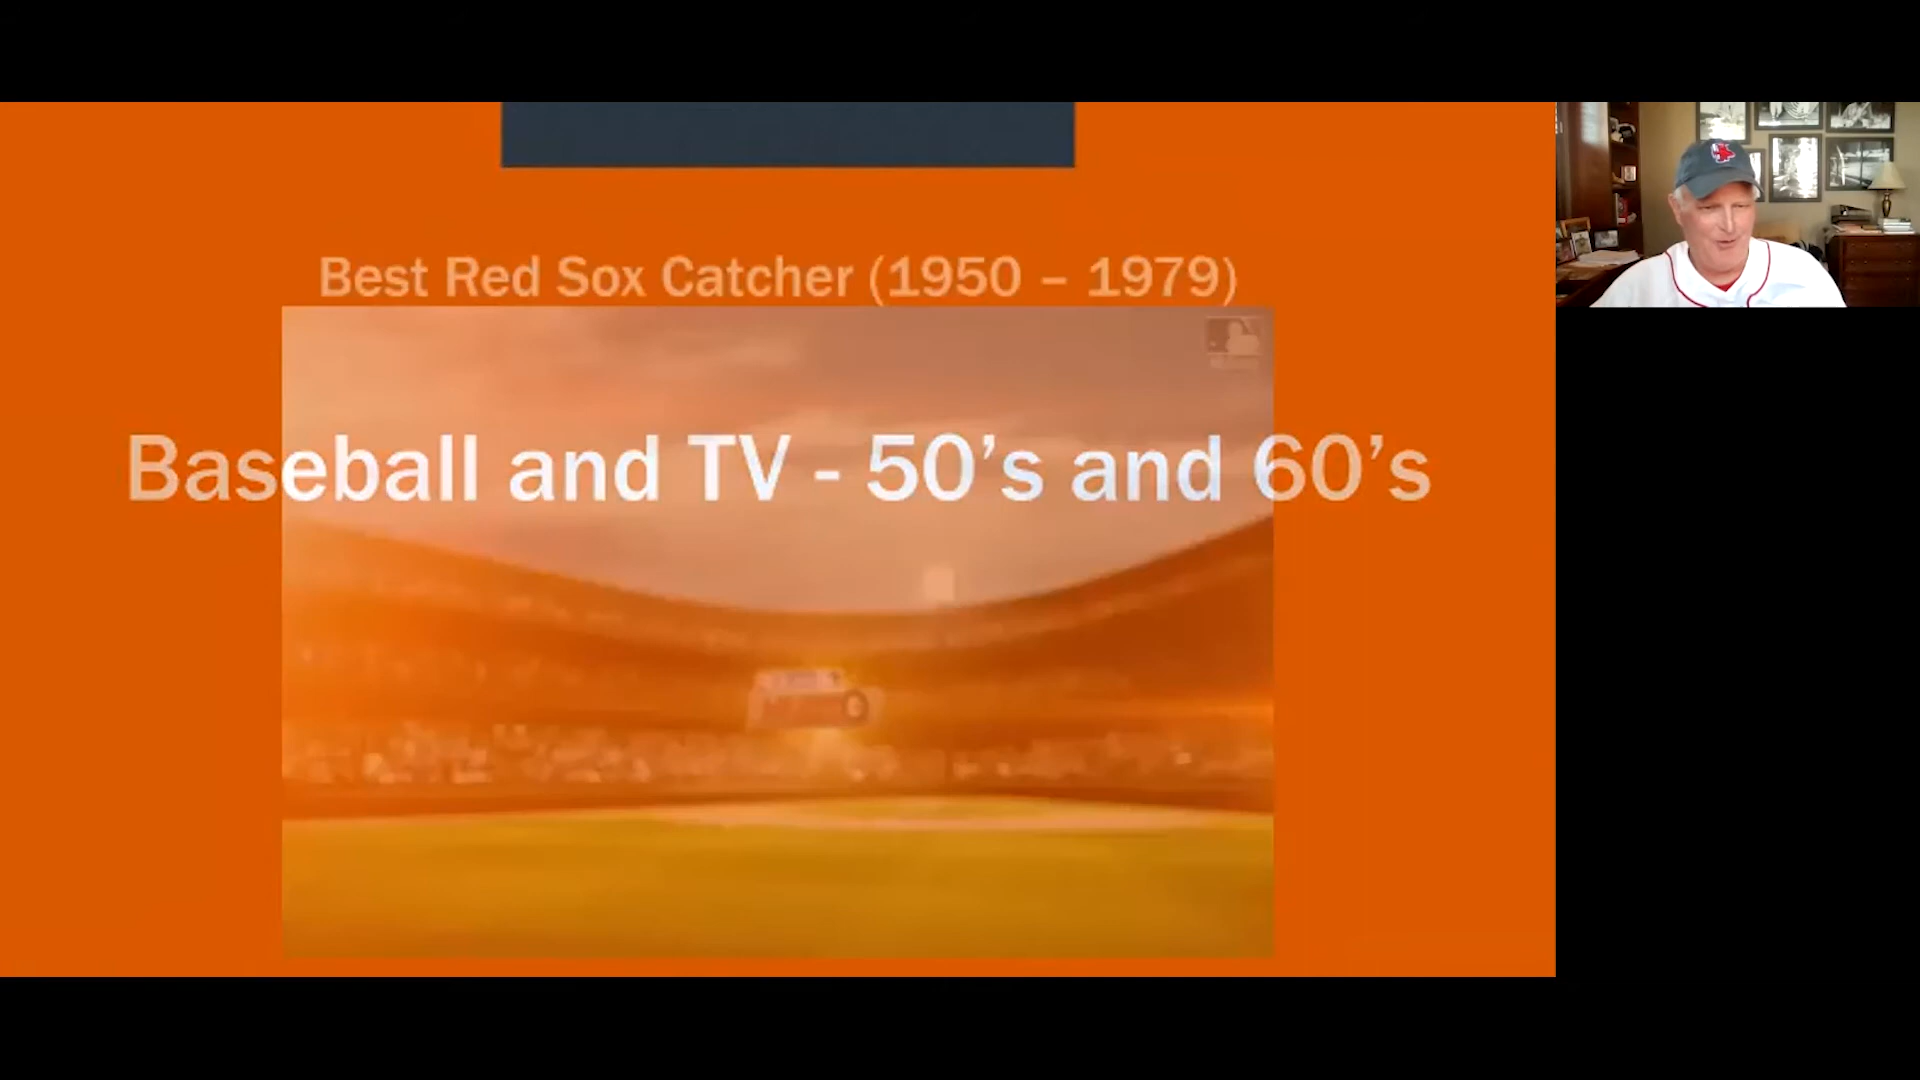 Best Red Sox Catcher (1950 – 1979)
Baseball and TV - 50’s and 60’s